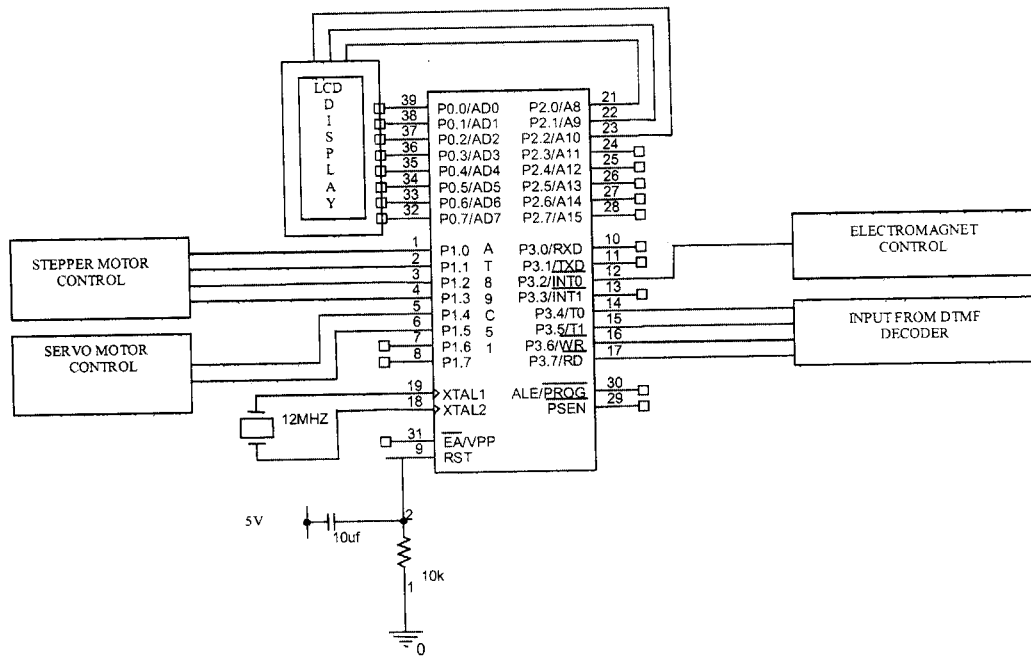 LCD
D
I
S
P
L
A
Y
39 P0.0/AD0
38 P0.1/AD1
37 P0.2/AD2
36 P0.3/AD3
35 P0.4/AD4
34 P0.5/AD5
33 P0.6/AD6
32 P0.7/AD7
P2.0/A8 21
P2.1/A9 22
P2.2/A10 23
P2.3/A11 24
P2.4/A12 25
P2.5/A13 26
P2.6/A14 27
P2.7/A15 28
STEPPER MOTOR
CONTROL
SERVO MOTOR
CONTROL
1 P1.0
2 P1.1
3 P1.2
4 P1.3
5 P1.4
6 P1.5
7 P1.6
8 P1.7
A
T
8
9
C
5
1
P3.0/RXD 10
P3.1/TXD 11
P3.2/INT0 12
P3.3/INT1 13
P3.4/T0 14
P3.5/T1 15
P3.6/WR 16
P3.7/RD 17
ELECTROMAGNET
CONTROL
INPUT FROM DTMF
DECODER
19 XTAL1
18 XTAL2
12MHZ
31 EA/VPP
9 RST
ALE/PROG 30
PSEN 29
5V
10uf
2
10k
1
0